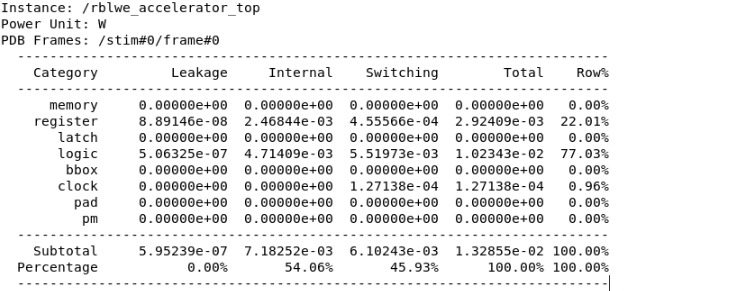 Instance: /rblwe_accelerator_top
Power Unit: W
PDB Frames: /stim#0/frame#0
-------------------------------------------------------------------------
Category Leakage Internal Switching Total Row%
-------------------------------------------------------------------------
memory 0.00000e+00 0.00000e+00 0.00000e+00 0.00000e+00 0.00%
register 8.89146e-08 2.46844e-03 4.55566e-04 2.92409e-03 22.01%
latch 0.00000e+00 0.00000e+00 0.00000e+00 0.00000e+00 0.00%
logic 5.06325e-07 4.71409e-03 5.51973e-03 1.02343e-02 77.03%
bbox 0.00000e+00 0.00000e+00 0.00000e+00 0.00000e+00 0.00%
clock 0.00000e+00 0.00000e+00 1.27138e-04 1.27138e-04 0.96%
pad 0.00000e+00 0.00000e+00 0.00000e+00 0.00000e+00 0.00%
pm 0.00000e+00 0.00000e+00 0.00000e+00 0.00000e+00 0.00%
-------------------------------------------------------------------------
Subtotal 5.95239e-07 7.18252e-03 6.10243e-03 1.32855e-02 100.00%
Percentage 0.00% 54.06% 45.93% 100.00% 100.00%
-------------------------------------------------------------------------